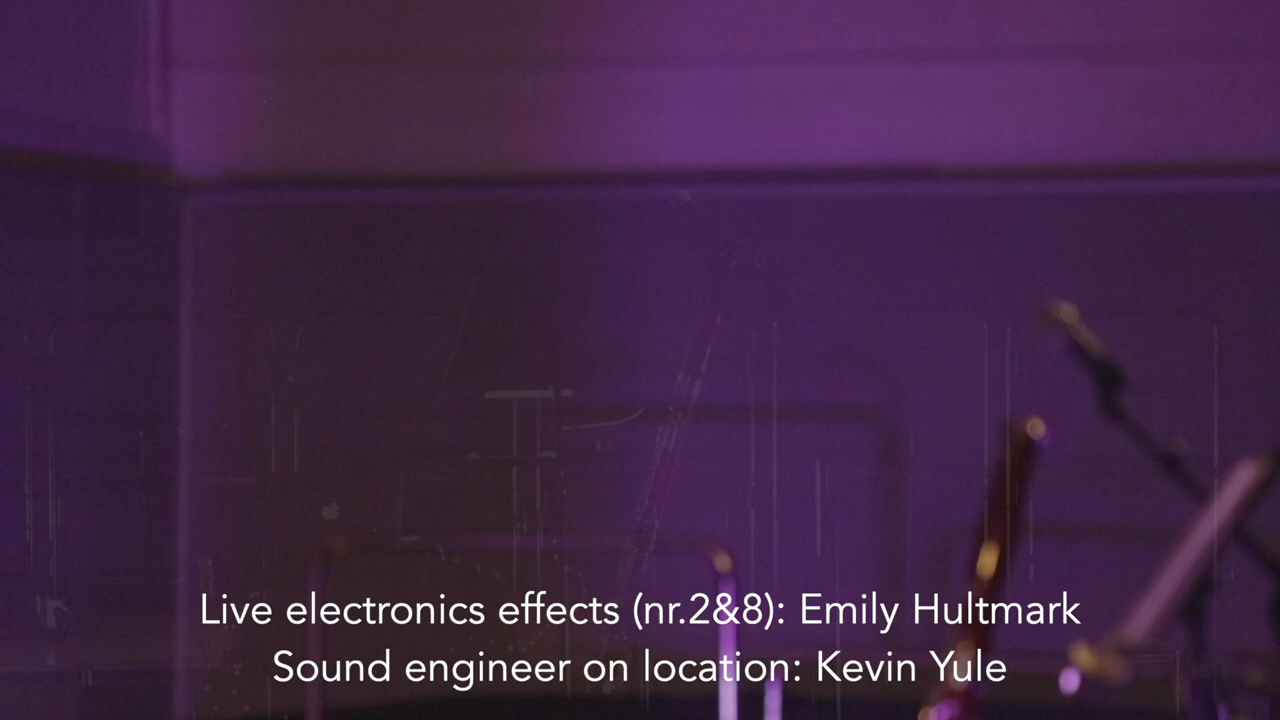 Live electronics effects (nr.2&8): Emily Hultmark
Sound engineer on location: Kevin Yule